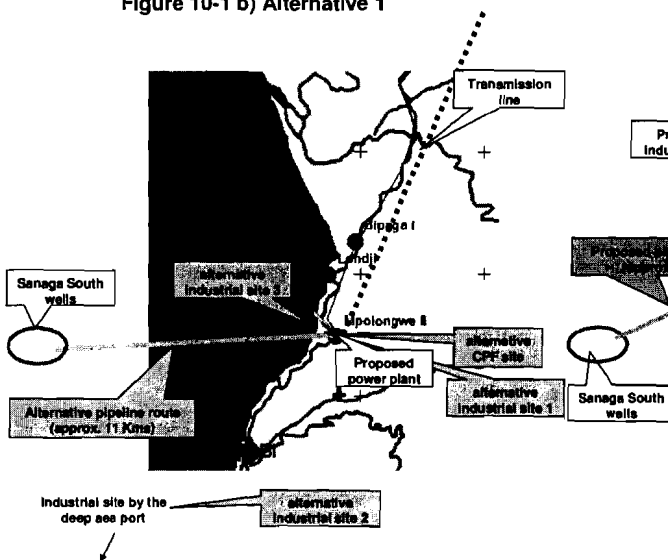 Figure 10-1 b) Alternative 1
Transmission
line
Bipaga I
alternative
industrial site 3
Sanaga South
wells
Lipolongwe II
alternative
CPF site
Proposed
power plant
alternative
industrial site 1
Alternative pipeline route
(approx. 11 Kms)
Sanaga South
wells
Industrial site by the
deep sea port
alternative
industrial site 2